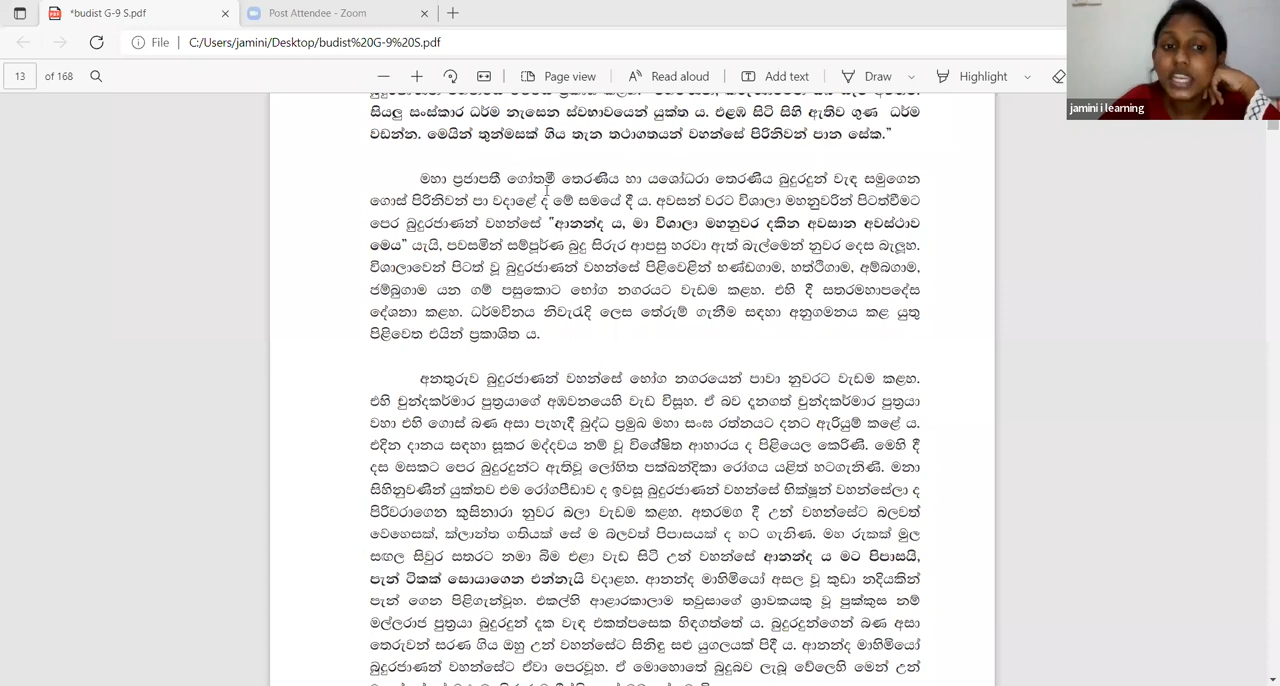 *budist G-9 S.pdf
Post Attendee - Zoom
File
C:/Users/jamini/Desktop/budist%20G-9%20S.pdf
13 of 168
Page view
Read aloud
Add text
Draw
Highlight
jamini i learning
සියලු සංස්කාර ධර්ම නැසෙන ස්වභාවයෙන් යුක්ත ය. එළඹ සිටි සිහි ඇතිව ගුණ ධර්ම
වඩන්න. මෙයින් තුන්මසක් ගිය තැන තථාගතයන් වහන්සේ පිරිනිවන් පාන සේක.”
මහා ප්‍රජාපතී ගෝතමී තෙරණිය හා යශෝධරා තෙරණිය බුදුරදුන් වැඳ සමුගෙන
ගොස් පිරිනිවන් පා වදාළේ ද මේ සමයේ දී ය. අවසන් වරට විශාලා මහනුවරින් පිටත්වීමට
පෙර බුදුරජාණන් වහන්සේ “ආනන්ද ය, මා විශාලා මහනුවර දකින අවසාන අවස්ථාව
මෙය” යැයි, පවසමින් සම්පූර්ණ බුදු සිරුර ආපසු හරවා ඇත් බැල්මෙන් නුවර දෙස බැලූහ.
විශාලාවෙන් පිටත් වූ බුදුරජාණන් වහන්සේ පිළිවෙළින් භණ්ඩගාම, හත්ථිගාම, අම්බගාම,
ජම්බුගාම යන ගම් පසුකොට භෝග නගරයට වැඩම කළහ. එහි දී සතරමහාපදේස
දේශනා කළහ. ධර්මවිනය නිවැරැදි ලෙස තේරුම් ගැනීම සඳහා අනුගමනය කළ යුතු
පිළිවෙත එයින් ප්‍රකාශිත ය.
අනතුරුව බුදුරජාණන් වහන්සේ භෝග නගරයෙන් පාවා නුවරට වැඩම කළහ.
එහි චුන්දකර්මාර පුත්‍රයාගේ අඹවනයෙහි වැඩ විසූහ. ඒ බව දැනගත් චුන්දකර්මාර පුත්‍රයා
වහා එහි ගොස් බණ අසා පැහැදී බුද්ධ ප්‍රමුඛ මහා සංඝ රත්නයට දනට ඇරියුම් කළේ ය.
එදින දානය සඳහා සූකර මද්දවය නම් වූ විශේෂිත ආහාරය ද පිළියෙල කෙරිණි. මෙහි දී
දස මසකට පෙර බුදුරදුන්ට ඇතිවූ ලෝහිත පක්ඛන්දිකා රෝගය යළිත් හටගැනිණි. මනා
සිහිනුවණින් යුක්තව එම රෝගපීඩාව ද ඉවසූ බුදුරජාණන් වහන්සේ භික්ෂූන් වහන්සේලා ද
පිරිවරාගෙන කුසිනාරා නුවර බලා වැඩම කළහ. අතරමග දී උන් වහන්සේට බලවත්
වෙහෙසක්, ක්ලාන්ත ගතියක් සේ ම බලවත් පිපාසයක් ද හට ගැනිණ. මහ රුකක් මුල
සඟල සිවුර සතරට නමා බිම එළා වැඩ සිටි උන් වහන්සේ ආනන්ද ය මට පිපාසයි,
පැන් ටිකක් සොයාගෙන එන්නැයි වදාළහ. ආනන්ද මාහිමියෝ අසල වූ කුඩා නදියකින්
පැන් ගෙන පිළිගැන්වූහ. එකල්හි ආළාරකාලාම තවුසාගේ ශ්‍රාවකයකු වූ පුක්කුස නම්
මල්ලරාජ පුත්‍රයා බුදුරදුන් දැක වැඳ එකත්පසෙක හිඳගත්තේ ය. බුදුරදුන්ගෙන් බණ අසා
තෙරුවන් සරණ ගිය ඔහු උන් වහන්සේට සිනිඳු සළු යුගලයක් පිදී ය. ආනන්ද මාහිමියෝ
බුදුරජාණන් වහන්සේට ඒවා පෙරවූහ. ඒ මොහොතේ බුදුබව ලැබූ වේලෙහි මෙන් උන්